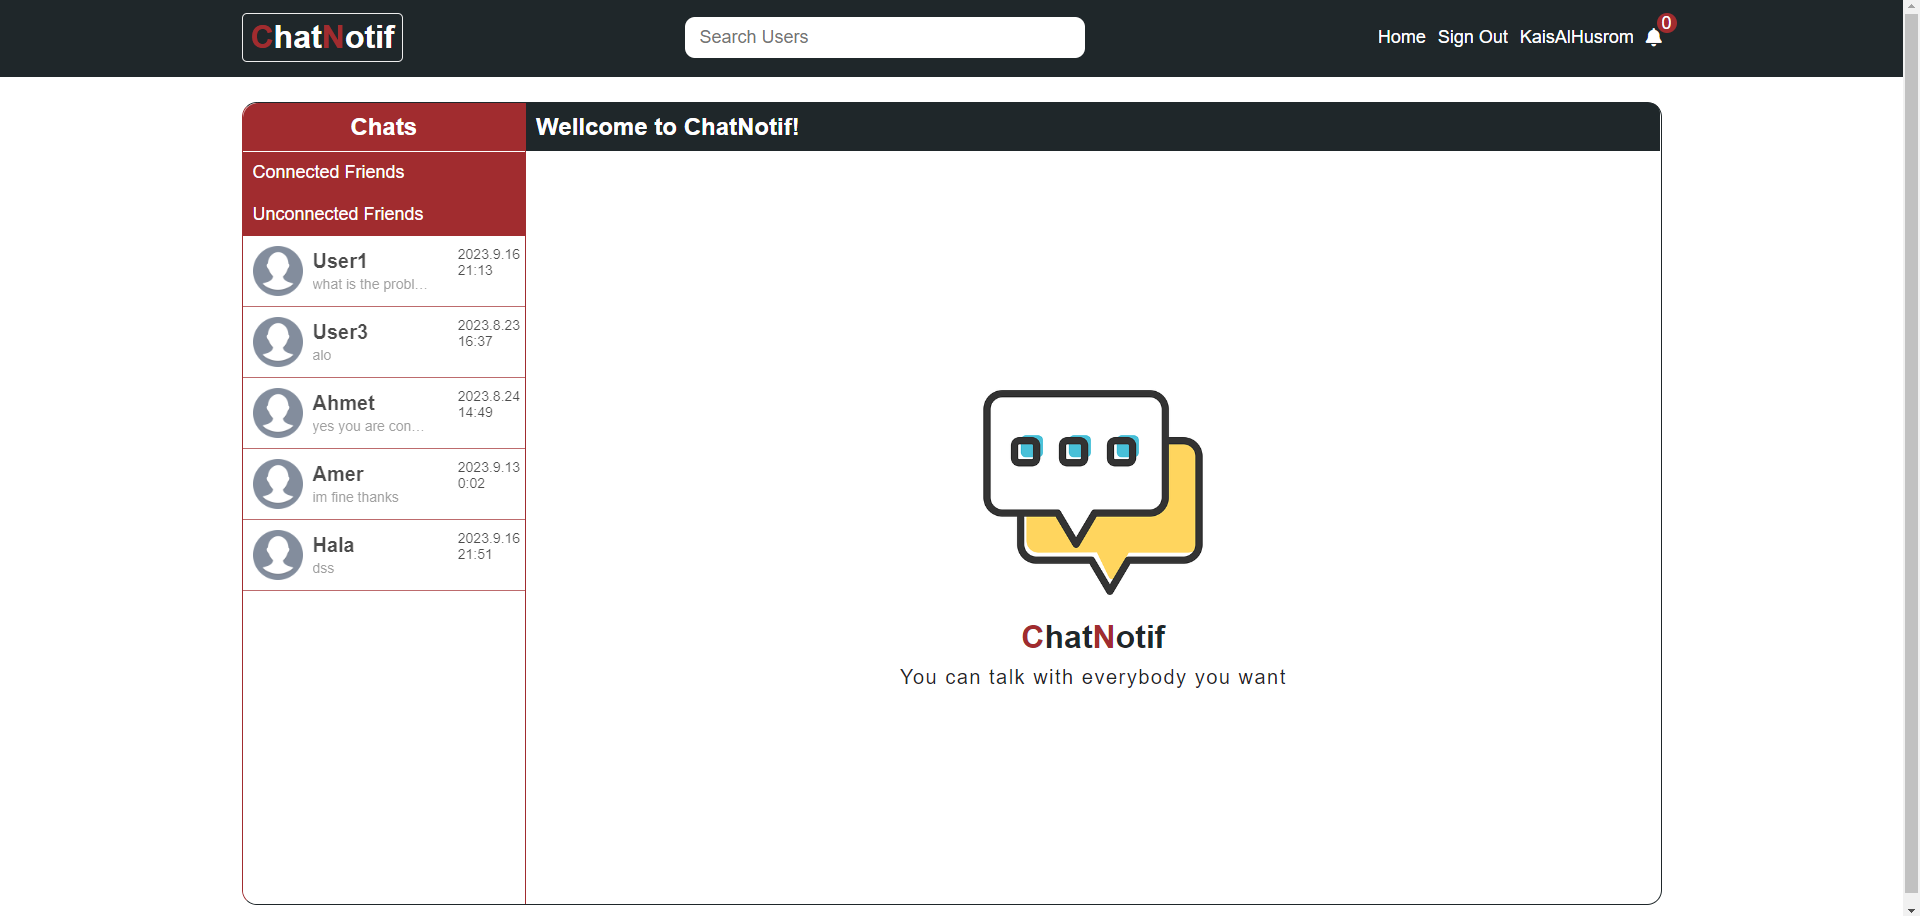 ChatNotif
Search Users
Home Sign Out KaisAlHusrom 0
Chats
Wellcome to ChatNotif!
Connected Friends
Unconnected Friends
User1
2023.9.16
21:13
what is the probl...
User3
2023.8.23
16:37
alo
Ahmet
2023.8.24
14:49
yes you are con...
Amer
2023.9.13
0:02
im fine thanks
Hala
2023.9.16
21:51
dss
ChatNotif
You can talk with everybody you want